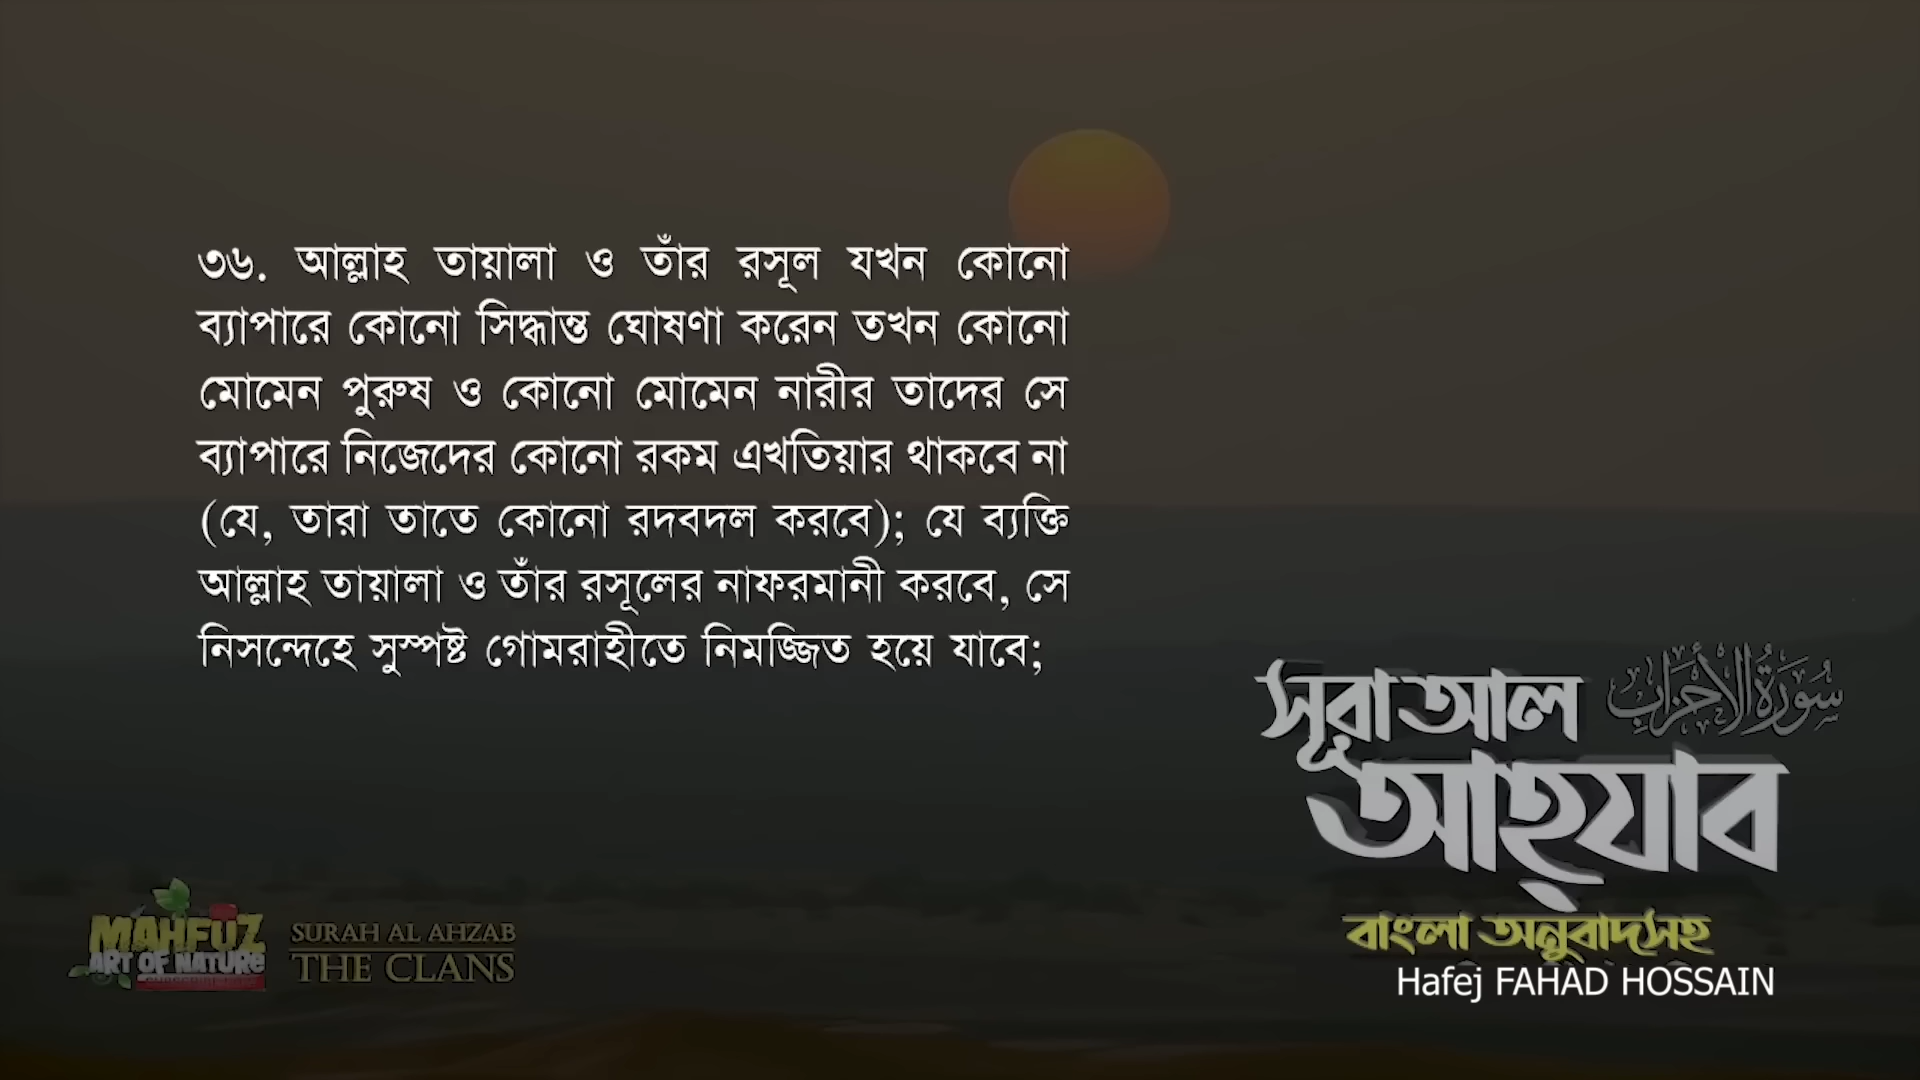 ৩৬. আল্লাহ তায়ালা ও তাঁর রসূল যখন কোনো
ব্যাপারে কোনো সিদ্ধান্ত ঘোষণা করেন তখন কোনো
মোমেন পুরুষ ও কোনো মোমেন নারীর তাদের সে
ব্যাপারে নিজেদের কোনো রকম এখতিয়ার থাকবে না
(যে, তারা তাতে কোনো রদবদল করবে); যে ব্যক্তি
আল্লাহ তায়ালা ও তাঁর রসূলের নাফরমানী করবে, সে
নিসন্দেহে সুস্পষ্ট গোমরাহীতে নিমজ্জিত হয়ে যাবে;
সূরা আল
سُورَةُ الْأَحْزَابِ
আহযাব
বাংলা অনুবাদসহ
Hafej FAHAD HOSSAIN
MAHFUZ
ART OF NATURE
SURAH AL AHZAB
THE CLANS